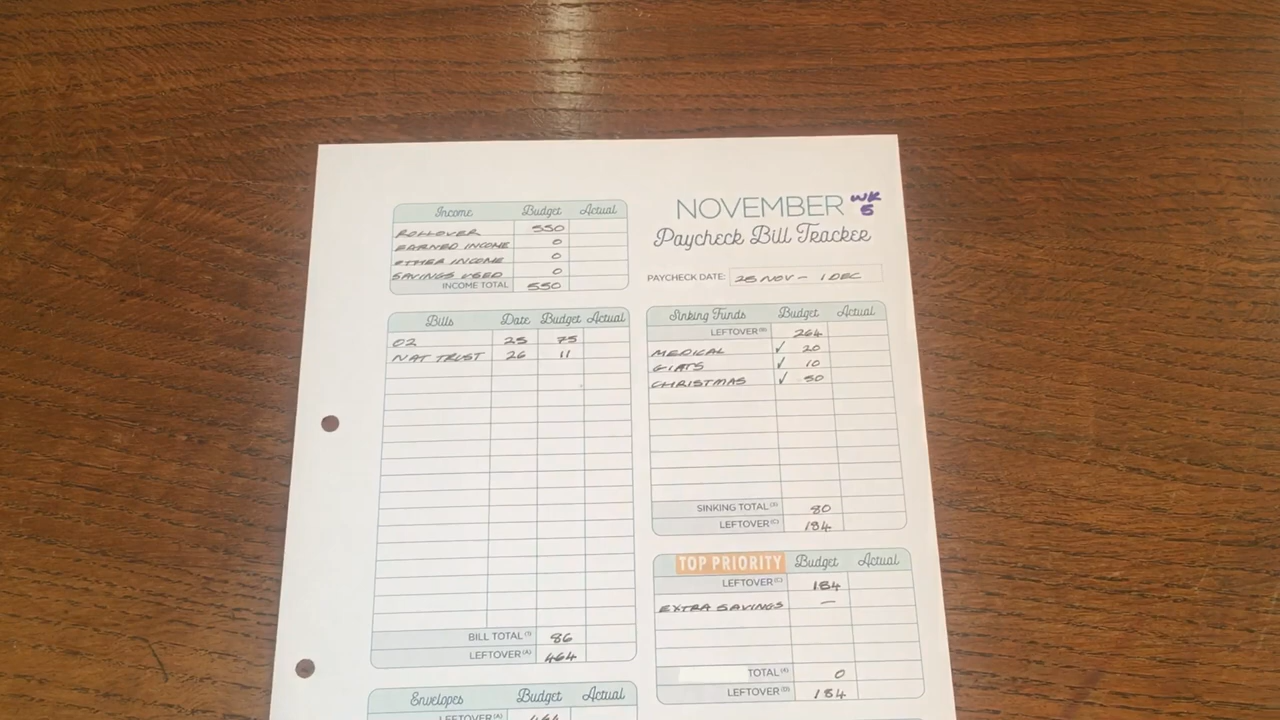 NOVEMBER WK 5
Paycheck Bill Tracker
PAYCHECK DATE: 25 NOV - 1 DEC
Income Budget Actual
ROLLOVER 550
EARNED INCOME 0
OTHER INCOME 0
SAVINGS USED 0
INCOME TOTAL 550
Bills Date Budget Actual
02 25 75
NAT TRUST 26 11
BILL TOTAL (1) 86
LEFTOVER (A) 464
Envelopes Budget Actual
LEFTOVER (A) 464
Sinking Funds Budget Actual
LEFTOVER (B) 264
MEDICAL ✓ 20
GIFTS ✓ 10
CHRISTMAS ✓ 50
SINKING TOTAL (3) 80
LEFTOVER (C) 184
TOP PRIORITY Budget Actual
LEFTOVER (C) 184
EXTRA SAVINGS —
TOTAL (4) 0
LEFTOVER (D) 184